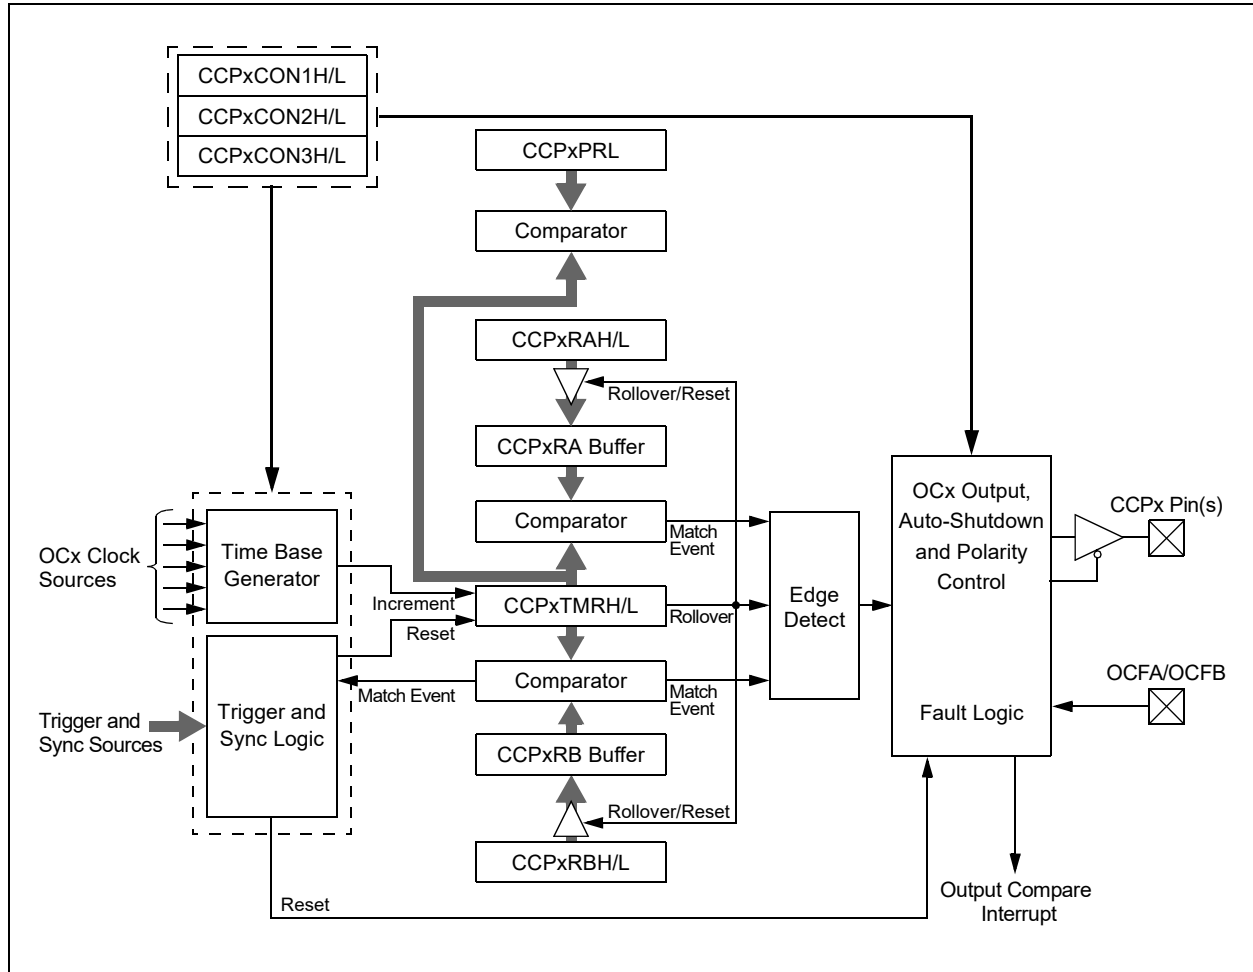 CCPxCON1H/L
CCPxCON2H/L
CCPxCON3H/L
CCPxPRL
Comparator
CCPxRAH/L
Rollover/Reset
CCPxRA Buffer
Comparator
Match
Event
OCx Clock
Sources
Time Base
Generator
Increment
Reset
CCPxTMRH/L
Rollover
Edge
Detect
OCx Output,
Auto-Shutdown
and Polarity
Control
Fault Logic
CCPx Pin(s)
OCFA/OCFB
Trigger and
Sync Sources
Trigger and
Sync Logic
Match Event
Comparator
Match
Event
CCPxRB Buffer
Rollover/Reset
CCPxRBH/L
Reset
Output Compare
Interrupt